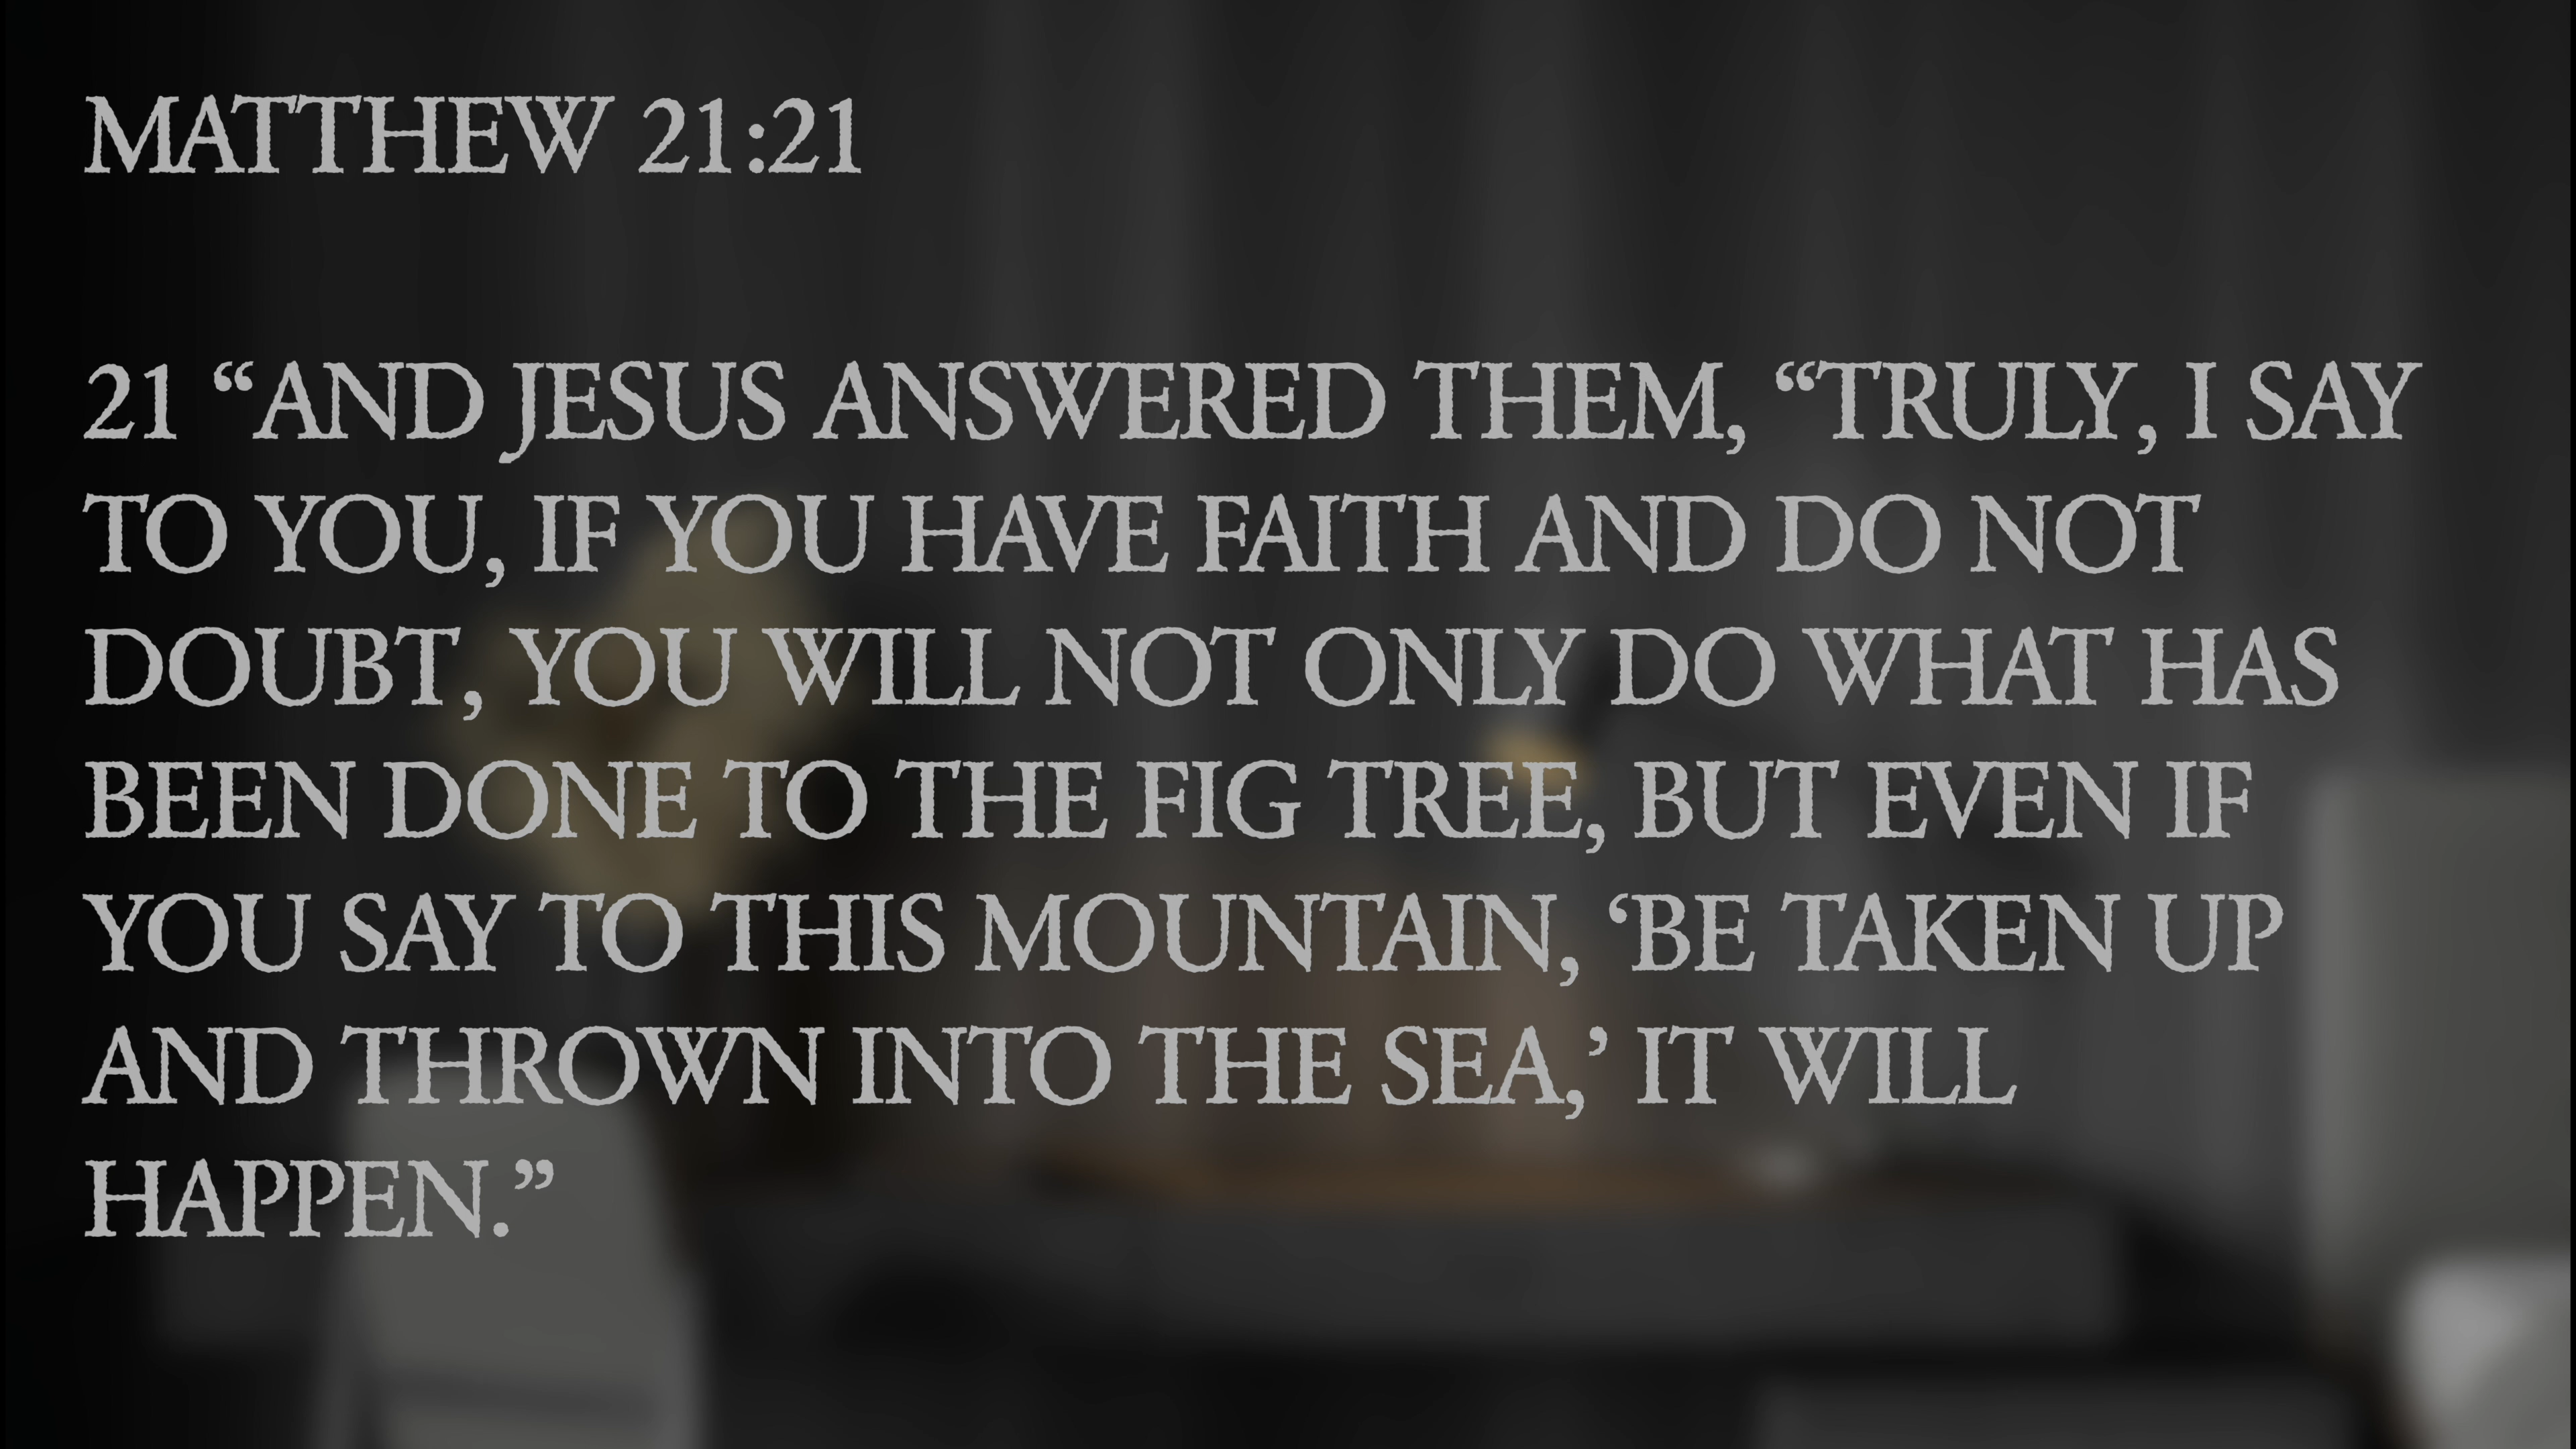 MATTHEW 21:21
21 “AND JESUS ANSWERED THEM, “TRULY, I SAY
TO YOU, IF YOU HAVE FAITH AND DO NOT
DOUBT, YOU WILL NOT ONLY DO WHAT HAS
BEEN DONE TO THE FIG TREE, BUT EVEN IF
YOU SAY TO THIS MOUNTAIN, ‘BE TAKEN UP
AND THROWN INTO THE SEA,’ IT WILL
HAPPEN.”